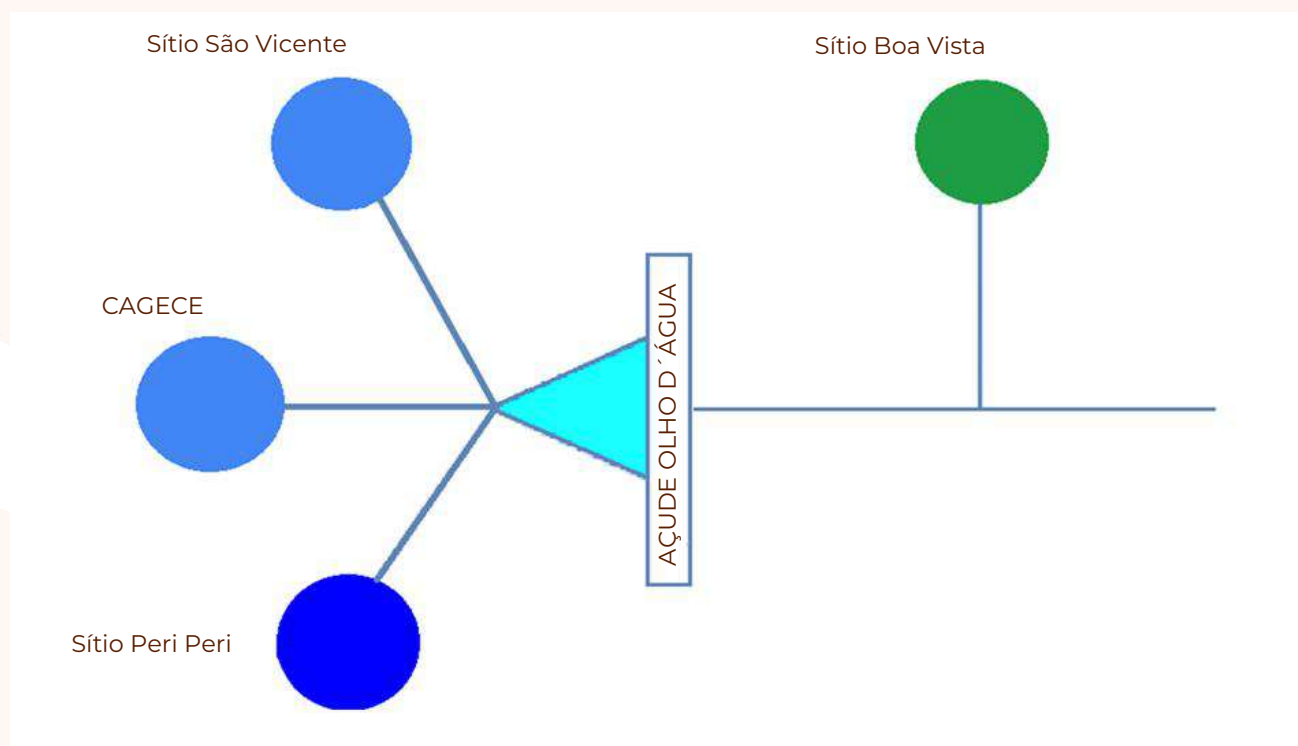 Sítio São Vicente
Sítio Boa Vista
CAGECE
AÇUDE OLHO D´ÁGUA
Sítio Peri Peri